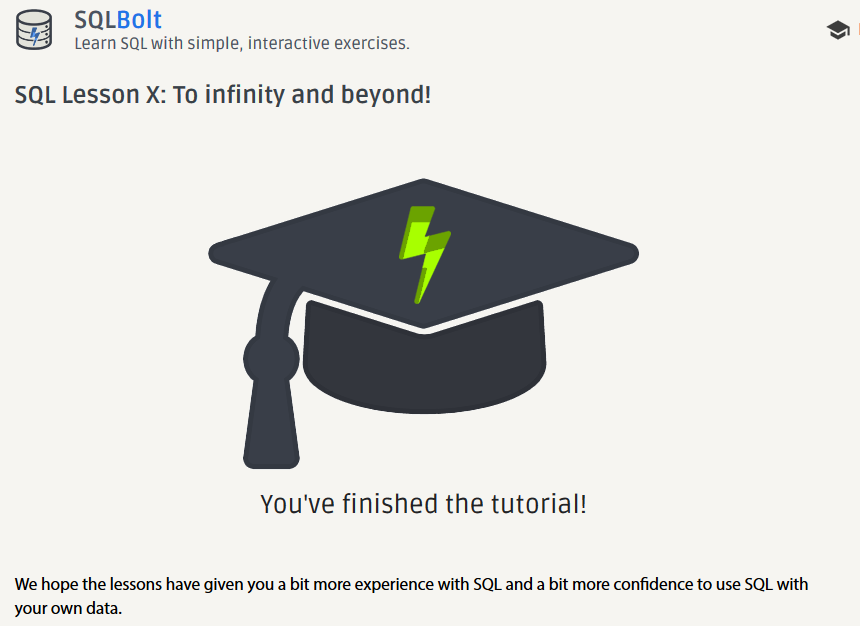 SQLBolt
Learn SQL with simple, interactive exercises.
SQL Lesson X: To infinity and beyond!
You've finished the tutorial!
We hope the lessons have given you a bit more experience with SQL and a bit more confidence to use SQL with
your own data.